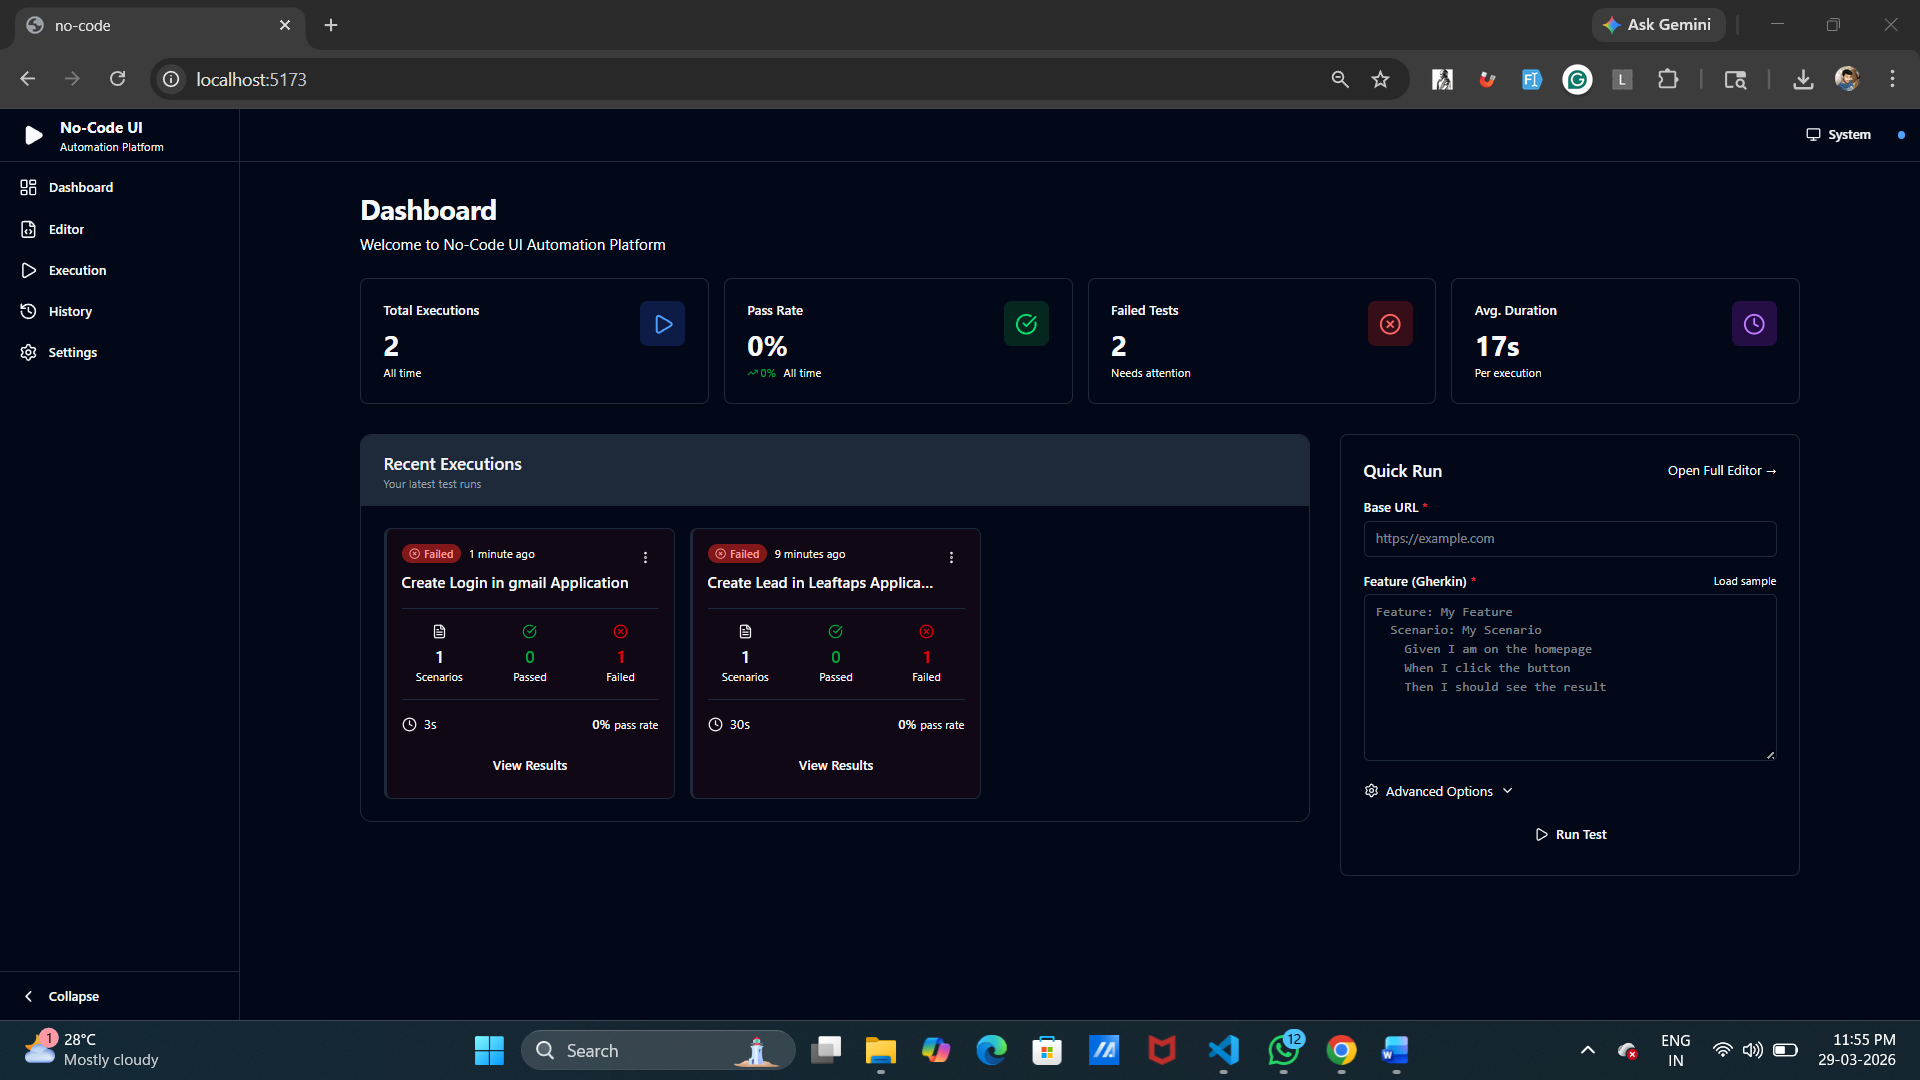 no-code
Ask Gemini
localhost:5173
L
No-Code UI
Automation Platform
System
Dashboard
Editor
Execution
History
Settings
Dashboard
Welcome to No-Code UI Automation Platform
Total Executions
2
All time
Pass Rate
0%
0% All time
Failed Tests
2
Needs attention
Avg. Duration
17s
Per execution
Recent Executions
Your latest test runs
Failed 1 minute ago
Create Login in gmail Application
1 0 1
Scenarios Passed Failed
3s 0% pass rate
View Results
Failed 9 minutes ago
Create Lead in Leaftaps Applica...
1 0 1
Scenarios Passed Failed
30s 0% pass rate
View Results
Quick Run
Open Full Editor →
Base URL *
https://example.com
Feature (Gherkin) *
Load sample
Feature: My Feature
Scenario: My Scenario
Given I am on the homepage
When I click the button
Then I should see the result
Advanced Options
Run Test
Collapse
1
28°C
Mostly cloudy
Search
12
ENG
IN
11:55 PM
29-03-2026